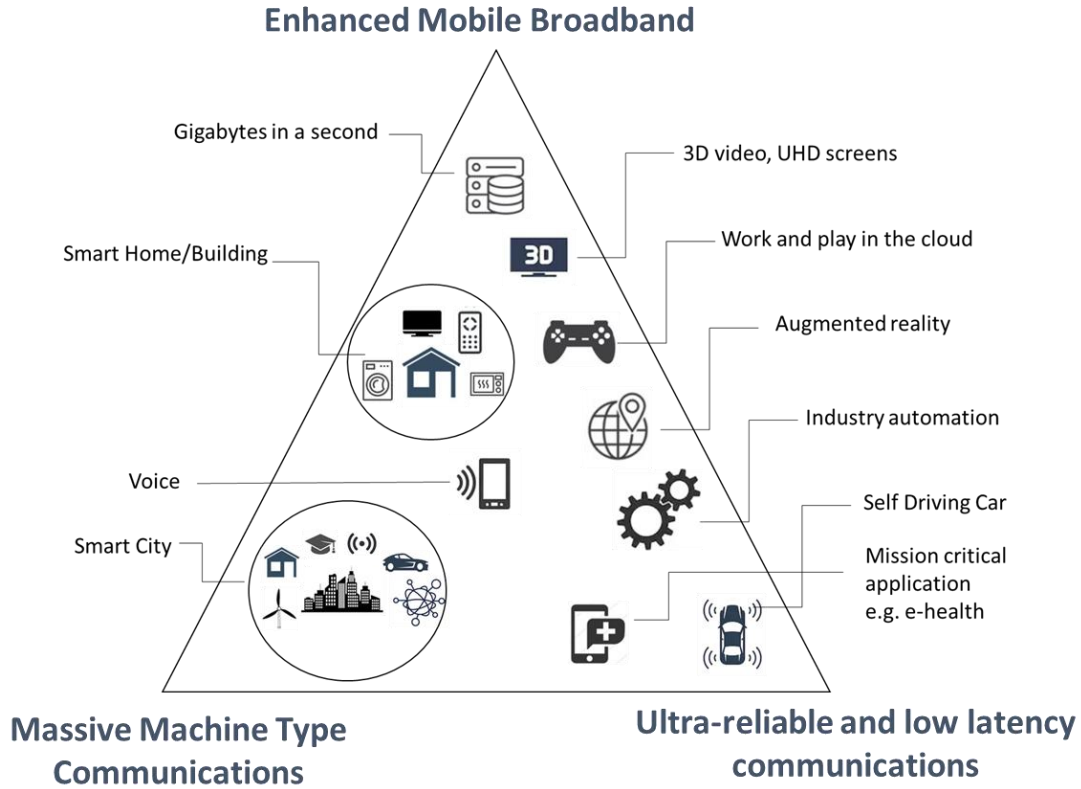 Enhanced Mobile Broadband
Gigabytes in a second
3D video, UHD screens
Work and play in the cloud
Smart Home/Building
3D
Augmented reality
Industry automation
Voice
Self Driving Car
Smart City
Mission critical
application
e.g. e-health
Massive Machine Type
Communications
Ultra-reliable and low latency
communications